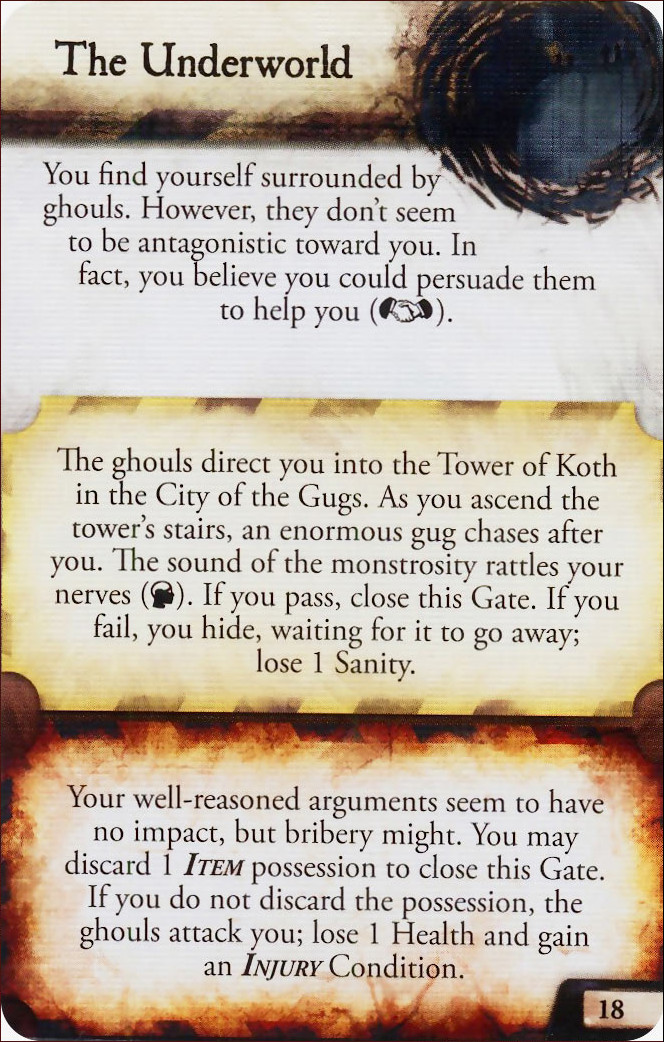 The Underworld
You find yourself surrounded by
ghouls. However, they don't seem
to be antagonistic toward you. In
fact, you believe you could persuade them
to help you ( ).
The ghouls direct you into the Tower of Koth
in the City of the Gugs. As you ascend the
tower's stairs, an enormous gug chases after
you. The sound of the monstrosity rattles your
nerves ( ). If you pass, close this Gate. If you
fail, you hide, waiting for it to go away;
lose 1 Sanity.
Your well-reasoned arguments seem to have
no impact, but bribery might. You may
discard 1 ITEM possession to close this Gate.
If you do not discard the possession, the
ghouls attack you; lose 1 Health and gain
an INJURY Condition.
18